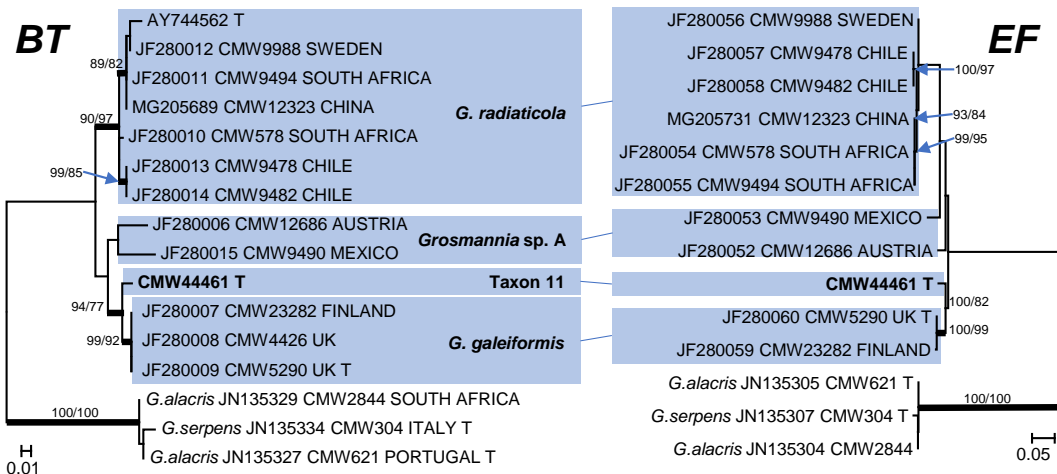 BT
AY744562 T
JF280012 CMW9988 SWEDEN
89/82
JF280011 CMW9494 SOUTH AFRICA
MG205689 CMW12323 CHINA
G. radiaticola
90/97
JF280010 CMW578 SOUTH AFRICA
JF280013 CMW9478 CHILE
99/85
JF280014 CMW9482 CHILE
JF280006 CMW12686 AUSTRIA
Grosmannia sp. A
JF280015 CMW9490 MEXICO
CMW44461 T
Taxon 11
94/77
JF280007 CMW23282 FINLAND
99/92
JF280008 CMW4426 UK
G. galeiformis
JF280009 CMW5290 UK T
G.alacris JN135329 CMW2844 SOUTH AFRICA
100/100
G.serpens JN135334 CMW304 ITALY T
G.alacris JN135327 CMW621 PORTUGAL T
0.01
EF
JF280056 CMW9988 SWEDEN
JF280057 CMW9478 CHILE
100/97
JF280058 CMW9482 CHILE
MG205731 CMW12323 CHINA
93/84
99/95
JF280054 CMW578 SOUTH AFRICA
JF280055 CMW9494 SOUTH AFRICA
JF280053 CMW9490 MEXICO
JF280052 CMW12686 AUSTRIA
CMW44461 T
100/82
JF280060 CMW5290 UK T
100/99
JF280059 CMW23282 FINLAND
G.alacris JN135305 CMW621 T
100/100
G.serpens JN135307 CMW304 T
G.alacris JN135304 CMW2844
0.05